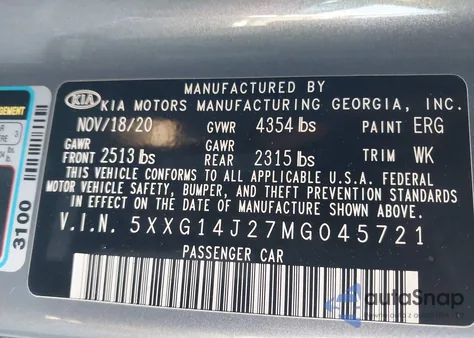 MANUFACTURED BY
KIA KIA MOTORS MANUFACTURING GEORGIA, INC.
NOV/18/20 GVWR 4354 lbs PAINT ERG
GAWR FRONT 2513 lbs GAWR REAR 2315 lbs TRIM WK
THIS VEHICLE CONFORMS TO ALL APPLICABLE U.S.A. FEDERAL
MOTOR VEHICLE SAFETY, BUMPER, AND THEFT PREVENTION STANDARDS
IN EFFECT ON THE DATE OF MANUFACTURE SHOWN ABOVE.
V.I.N. 5XXG14J27MG045721
PASSENGER CAR
3100
autoSnap